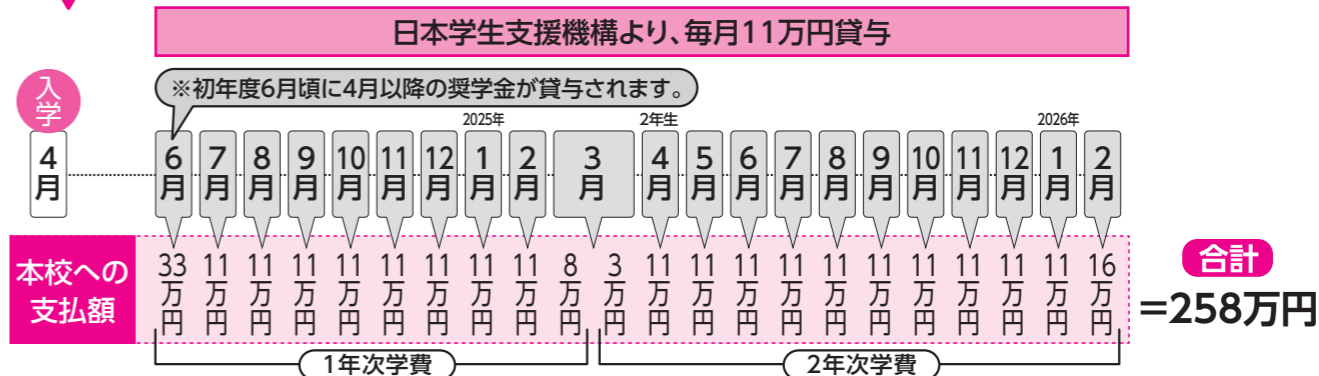 日本学生支援機構より、毎月11万円貸与
※初年度6月頃に4月以降の奨学金が貸与されます。
入学
2025年 2年生 2026年
4月 6月 7月 8月 9月 10月 11月 12月 1月 2月 3月 4月 5月 6月 7月 8月 9月 10月 11月 12月 1月 2月
本校への
支払額
33万円 11万円 11万円 11万円 11万円 11万円 11万円 11万円 11万円 8万円 3万円 11万円 11万円 11万円 11万円 11万円 11万円 11万円 11万円 11万円 11万円 16万円
合計
=258万円
1年次学費 2年次学費